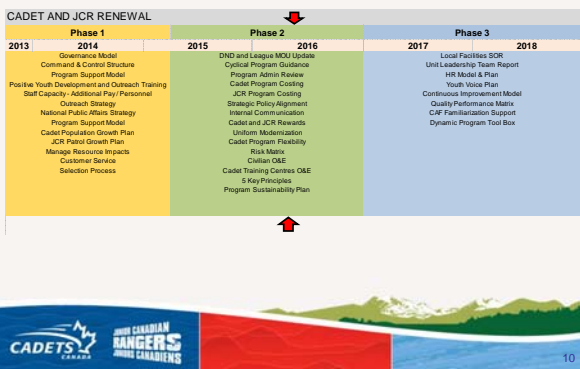 CADET AND JCR RENEWAL
Phase 1
Phase 2
Phase 3
2013 2014 2015 2016 2017 2018
Governance Model
Command & Control Structure
Program Support Model
Positive Youth Development and Outreach Training
Staff Capacity - Additional Pay / Personnel
Outreach Strategy
National Public Affairs Strategy
Program Support Model
Cadet Population Growth Plan
JCR Patrol Growth Plan
Manage Resource Impacts
Customer Service
Selection Process
DND and League MOU Update
Cyclical Program Guidance
Program Admin Review
Cadet Program Costing
JCR Program Costing
Strategic Policy Alignment
Internal Communication
Cadet and JCR Rewards
Uniform Modernization
Cadet Program Flexibility
Risk Matrix
Civilian O&E
Cadet Training Centres O&E
5 Key Principles
Program Sustainability Plan
Local Facilities SOR
Unit Leadership Team Report
HR Model & Plan
Youth Voice Plan
Continuous Improvement Model
Quality Performance Matrix
CAF Familiarization Support
Dynamic Program Tool Box
CADETS
CANADA
JUNIOR CANADIAN
RANGERS
JUNIORS CANADIENS
10